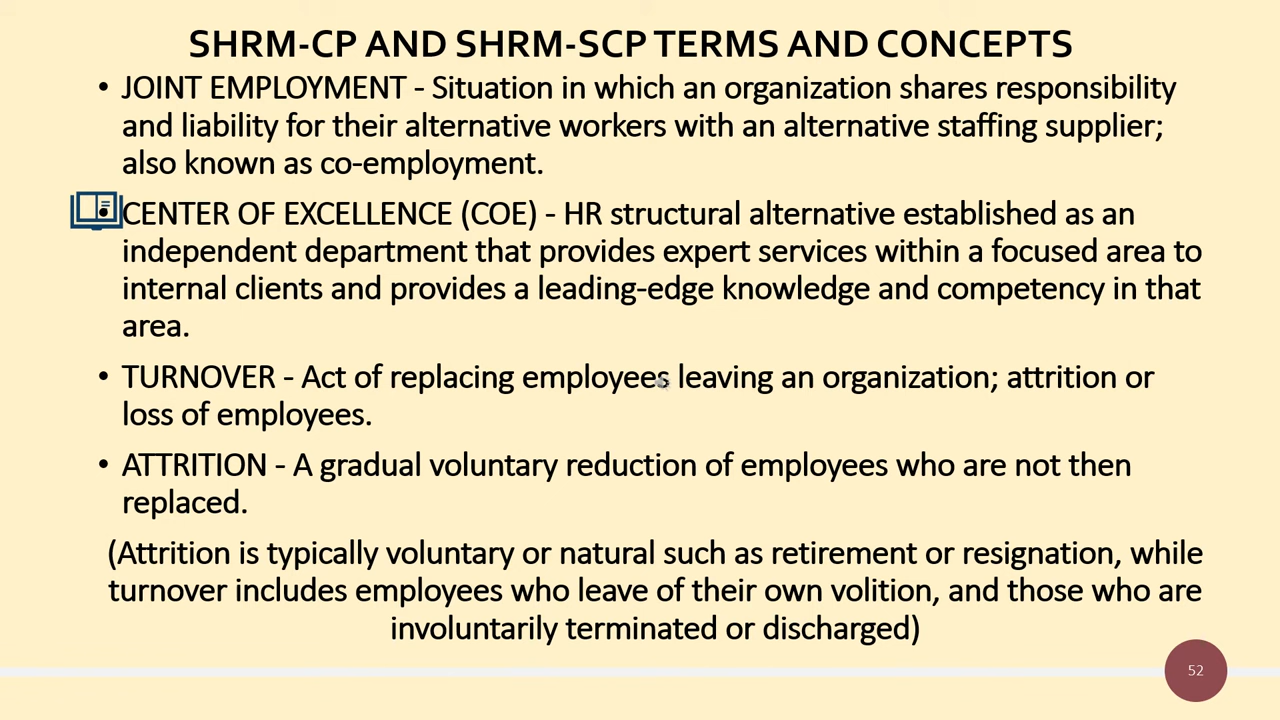 SHRM-CP AND SHRM-SCP TERMS AND CONCEPTS
• JOINT EMPLOYMENT - Situation in which an organization shares responsibility
and liability for their alternative workers with an alternative staffing supplier;
also known as co-employment.
• CENTER OF EXCELLENCE (COE) - HR structural alternative established as an
independent department that provides expert services within a focused area to
internal clients and provides a leading-edge knowledge and competency in that
area.
• TURNOVER - Act of replacing employees leaving an organization; attrition or
loss of employees.
• ATTRITION - A gradual voluntary reduction of employees who are not then
replaced.
(Attrition is typically voluntary or natural such as retirement or resignation, while
turnover includes employees who leave of their own volition, and those who are
involuntarily terminated or discharged)
52